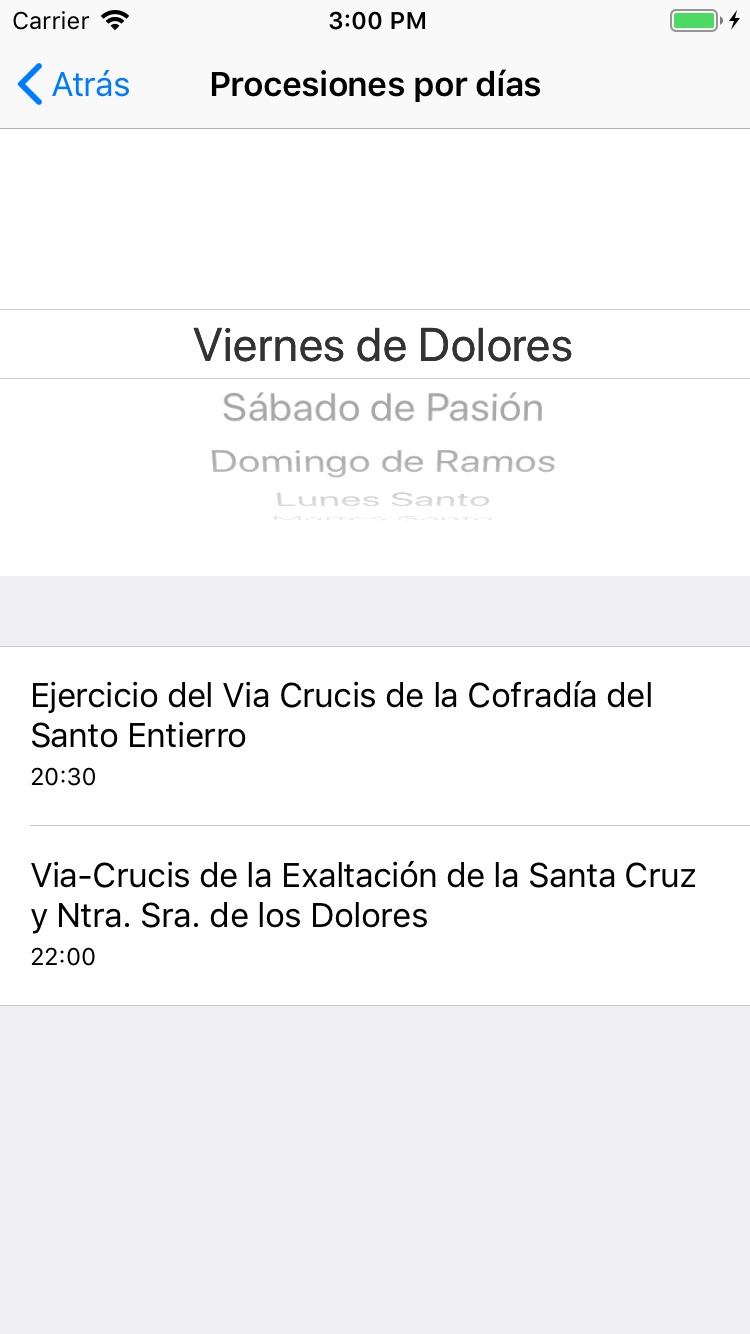 Carrier 3:00 PM
Atrás Procesiones por días
Viernes de Dolores
Sábado de Pasión
Domingo de Ramos
Lunes Santo
Ejercicio del Via Crucis de la Cofradía del
Santo Entierro
20:30
Via-Crucis de la Exaltación de la Santa Cruz
y Ntra. Sra. de los Dolores
22:00